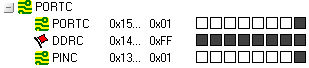 PORTC
PORTC 0x15... 0x01
DDRC 0x14... 0xFF
PINC 0x13... 0x01